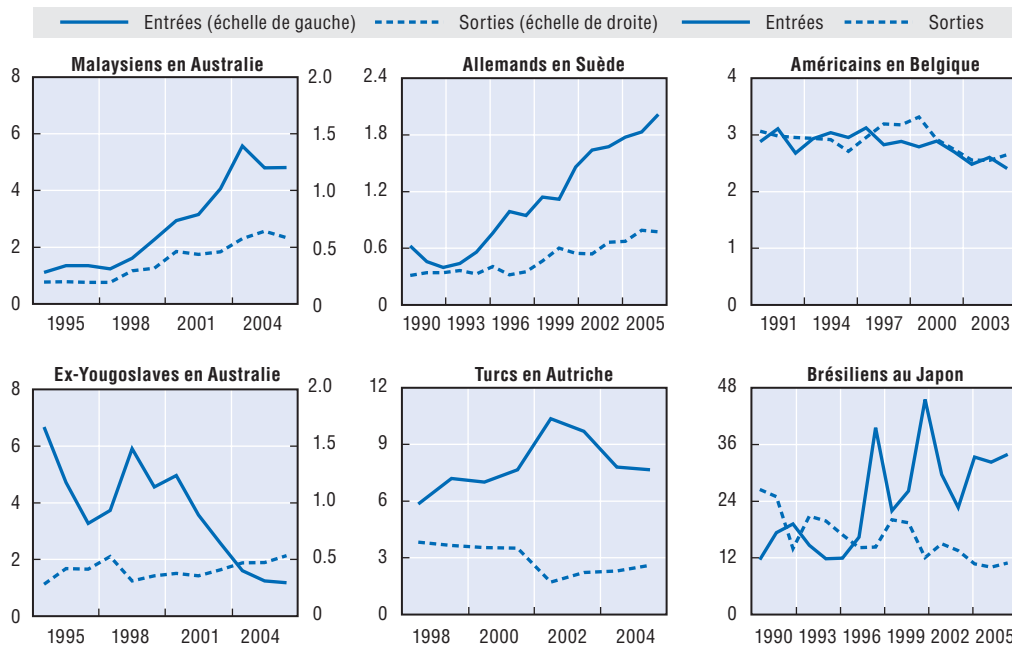 Entrées (échelle de gauche) Sorties (échelle de droite) Entrées Sorties
Malaysiens en Australie
8 2.0
6 1.5
4 1.0
2 0.5
0 0.0
1995 1998 2001 2004
Allemands en Suède
2.4
1.8
1.2
0.6
0
1990 1993 1996 1999 2002 2005
Américains en Belgique
4
3
2
1
0
1991 1994 1997 2000 2003
Ex-Yougoslaves en Australie
8 2.0
6 1.5
4 1.0
2 0.5
0 0.0
1995 1998 2001 2004
Turcs en Autriche
12
9
6
3
0
1998 2000 2002 2004
Brésiliens au Japon
48
36
24
12
0
1990 1993 1996 1999 2002 2005